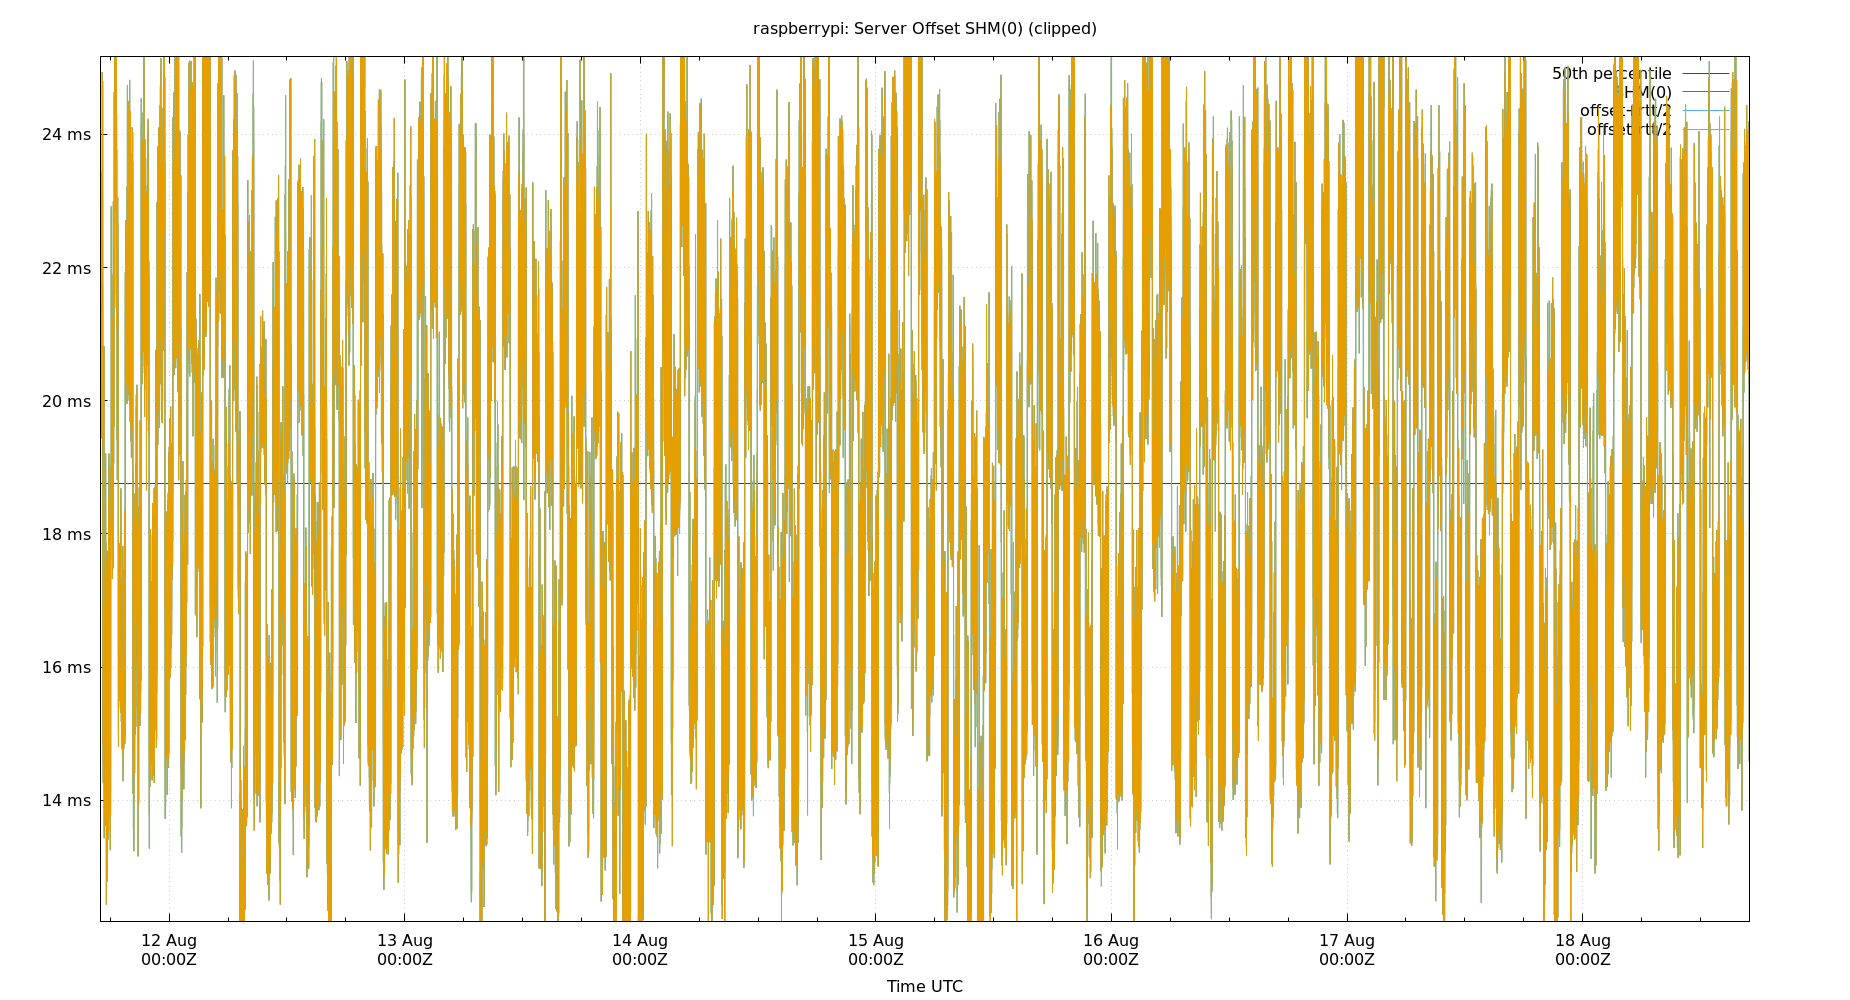 raspberrypi: Server Offset SHM(0) (clipped)
50th percentile
SHM(0)
offset+rtt/2
offset-rtt/2
24 ms
22 ms
20 ms
18 ms
16 ms
14 ms
12 Aug 13 Aug 14 Aug 15 Aug 16 Aug 17 Aug 18 Aug
00:00Z 00:00Z 00:00Z 00:00Z 00:00Z 00:00Z 00:00Z
Time UTC